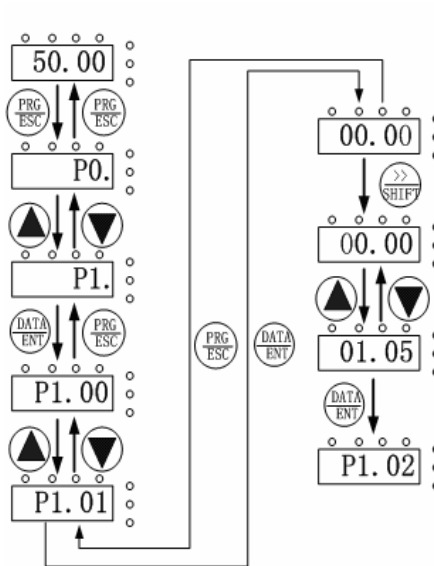 50.00
PRG
ESC
PRG
ESC
P0.
P1.
DATA
ENT
PRG
ESC
P1.00
P1.01
PRG
ESC
DATA
ENT
00.00
>>
SHIFT
00.00
01.05
DATA
ENT
P1.02